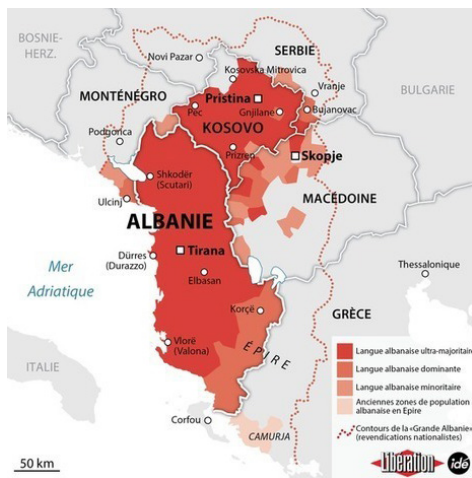 BOSNIE-
HERZ.
SERBIE
Novi Pazar
Kosovska Mitrovica
MONTÉNÉGRO
Pristina
Vranje
BULGARIE
Peć
Gnjilane
Bujanovac
KOSOVO
Podgorica
Prizren
Skopje
Shkodër
(Scutari)
Ulcinj
MACÉDOINE
ALBANIE
Tirana
Dürres
(Durazzo)
Mer
Adriatique
Elbasan
Thessalonique
Korçë
GRÈCE
Vlorë
(Valona)
ÉPIRE
ITALIE
Corfou
CAMURJA
50 km
Langue albanaise ultra-majoritaire
Langue albanaise dominante
Langue albanaise minoritaire
Anciennes zones de population
albanaise en Epire
Contours de la «Grande Albanie»
(revendications nationalistes)
Libération
idé